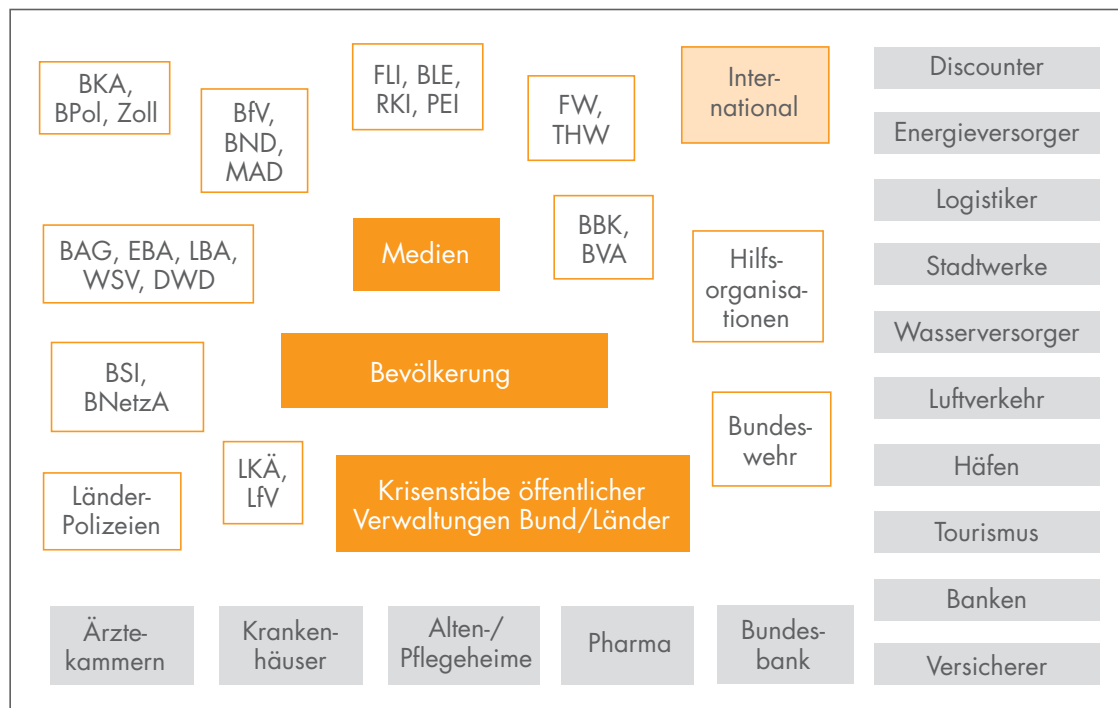 BKA,
BPol, Zoll
BfV,
BND,
MAD
FLI, BLE,
RKI, PEI
FW,
THW
Inter-
national
Discounter
Energieversorger
Logistiker
Stadtwerke
Wasserversorger
Luftverkehr
Häfen
Tourismus
Banken
Versicherer
BAG, EBA, LBA,
WSV, DWD
Medien
BBK,
BVA
Hilfs-
organisa-
tionen
BSI,
BNetzA
Bevölkerung
Bundes-
wehr
Länder-
Polizeien
LKÄ,
LfV
Krisenstäbe öffentlicher
Verwaltungen Bund/Länder
Ärzte-
kammern
Kranken-
häuser
Alten-/
Pflegeheime
Pharma
Bundes-
bank